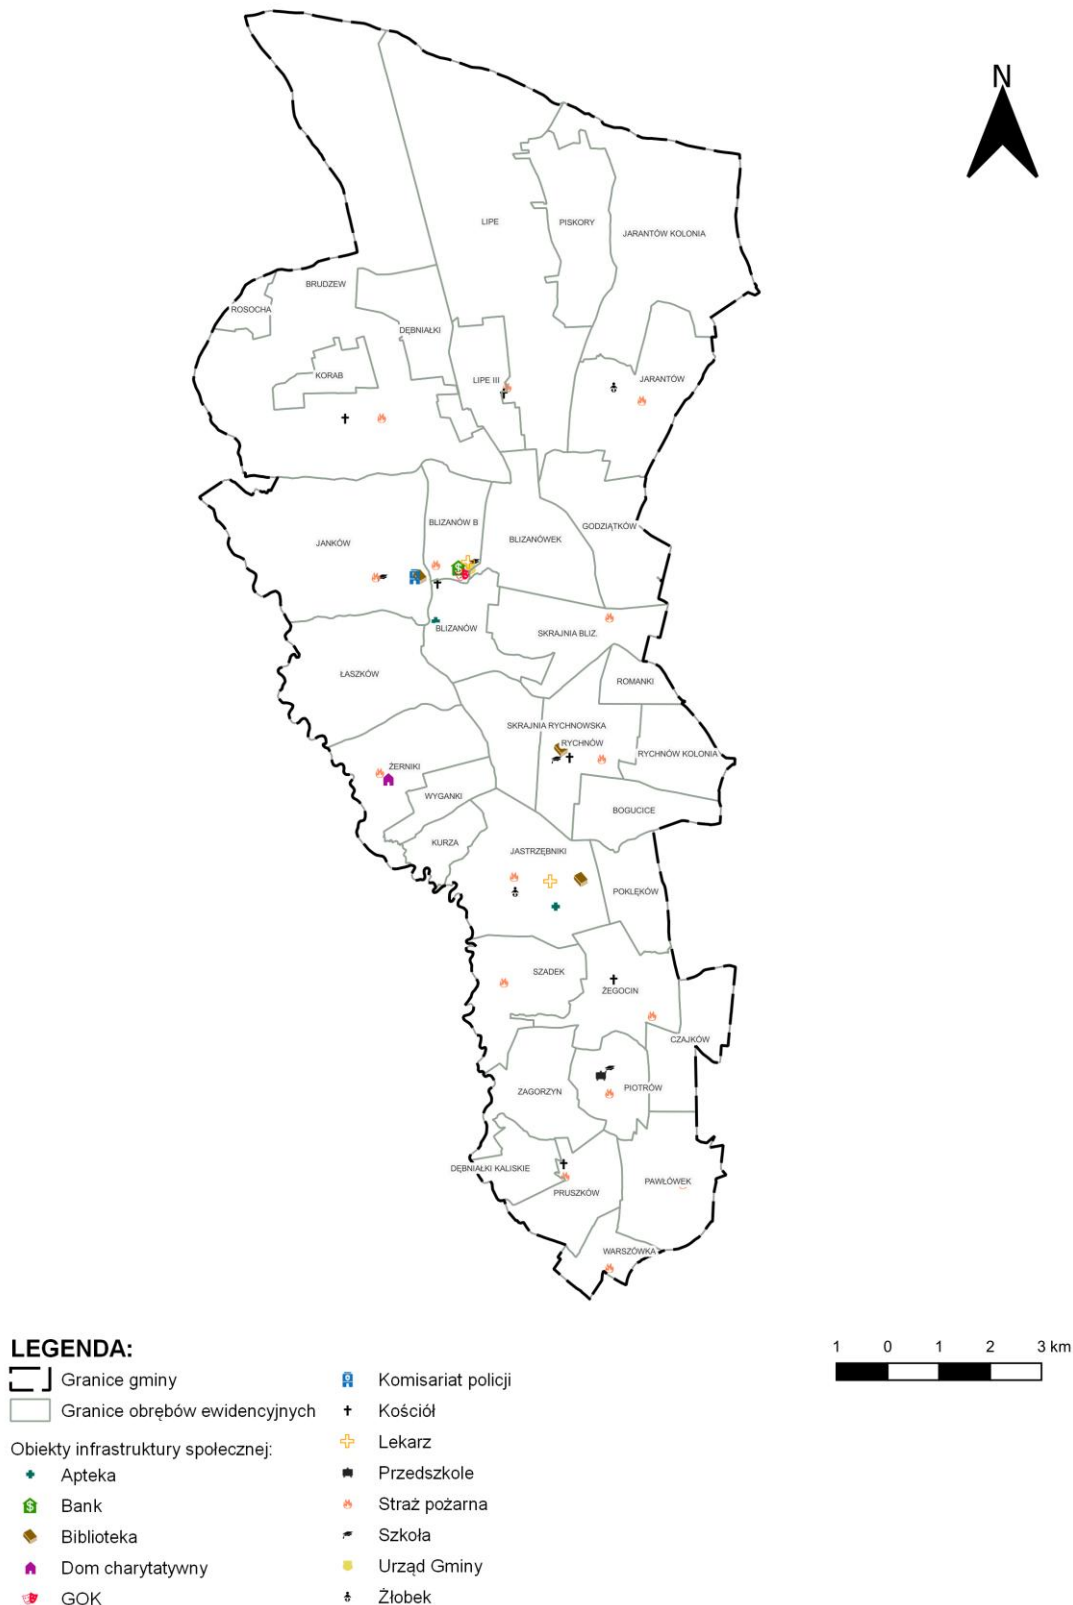 N
LIPE
PISKORY
JARANTÓW KOLONIA
BRUDZEW
ROSOCHA
DĘBNIAŁKI
KORAB
LIPE III
JARANTÓW
BLIZANÓW B
GODZIĄTKÓW
JANKÓW
BLIZANÓWEK
BLIZANÓW
SKRAJNIA BLIZ.
ŁASZKÓW
ROMANKI
SKRAJNIA RYCHNOWSKA
RYCHNÓW
RYCHNÓW KOLONIA
ŻERNIKI
WYGANKI
BOGUCICE
KURZA
JASTRZĘBNIKI
POKLĘKÓW
SZADEK
ŻEGOCIN
CZAJKÓW
ZAGORZYN
PIOTRÓW
DĘBNIAŁKI KALISKIE
PAWŁÓWEK
PRUSZKÓW
WARSZÓWKA
LEGENDA:
Granice gminy
Granice obrębów ewidencyjnych
Obiekty infrastruktury społecznej:
Apteka
Bank
Biblioteka
Dom charytatywny
GOK
Komisariat policji
Kościół
Lekarz
Przedszkole
Straż pożarna
Szkoła
Urząd Gminy
Żłobek
1 0 1 2 3 km